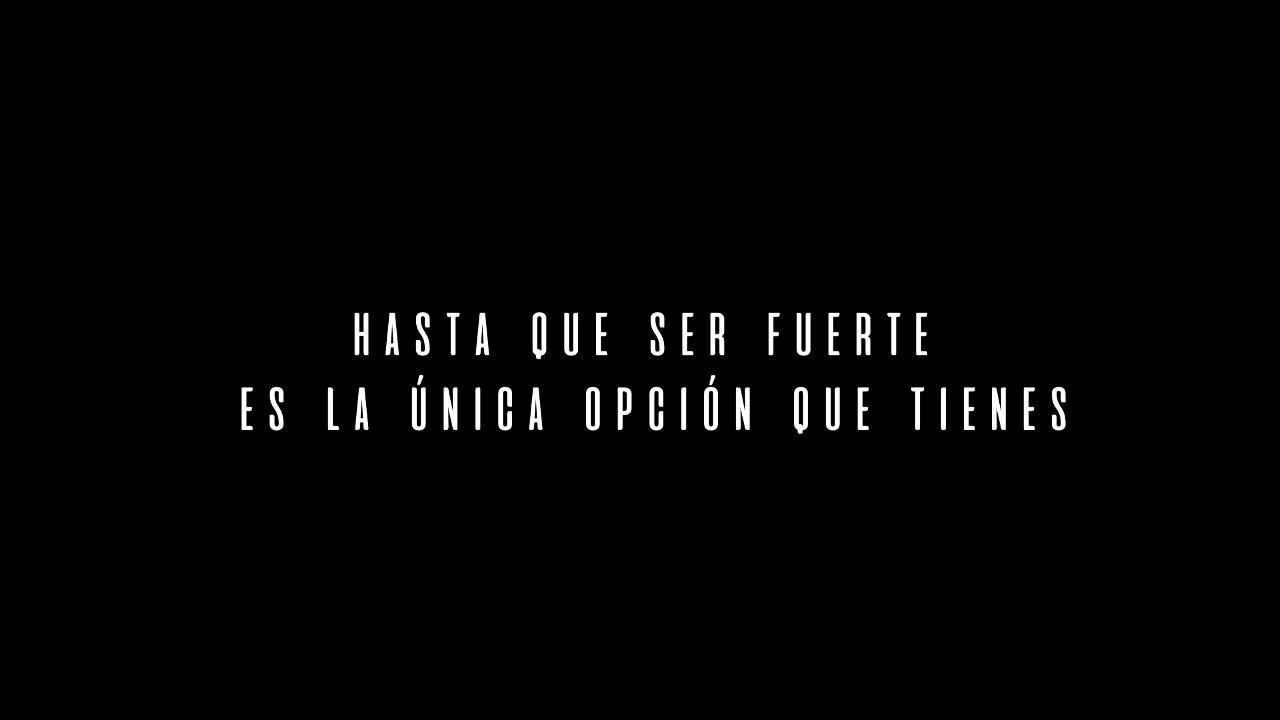 HASTA QUE SER FUERTE
ES LA ÚNICA OPCIÓN QUE TIENES